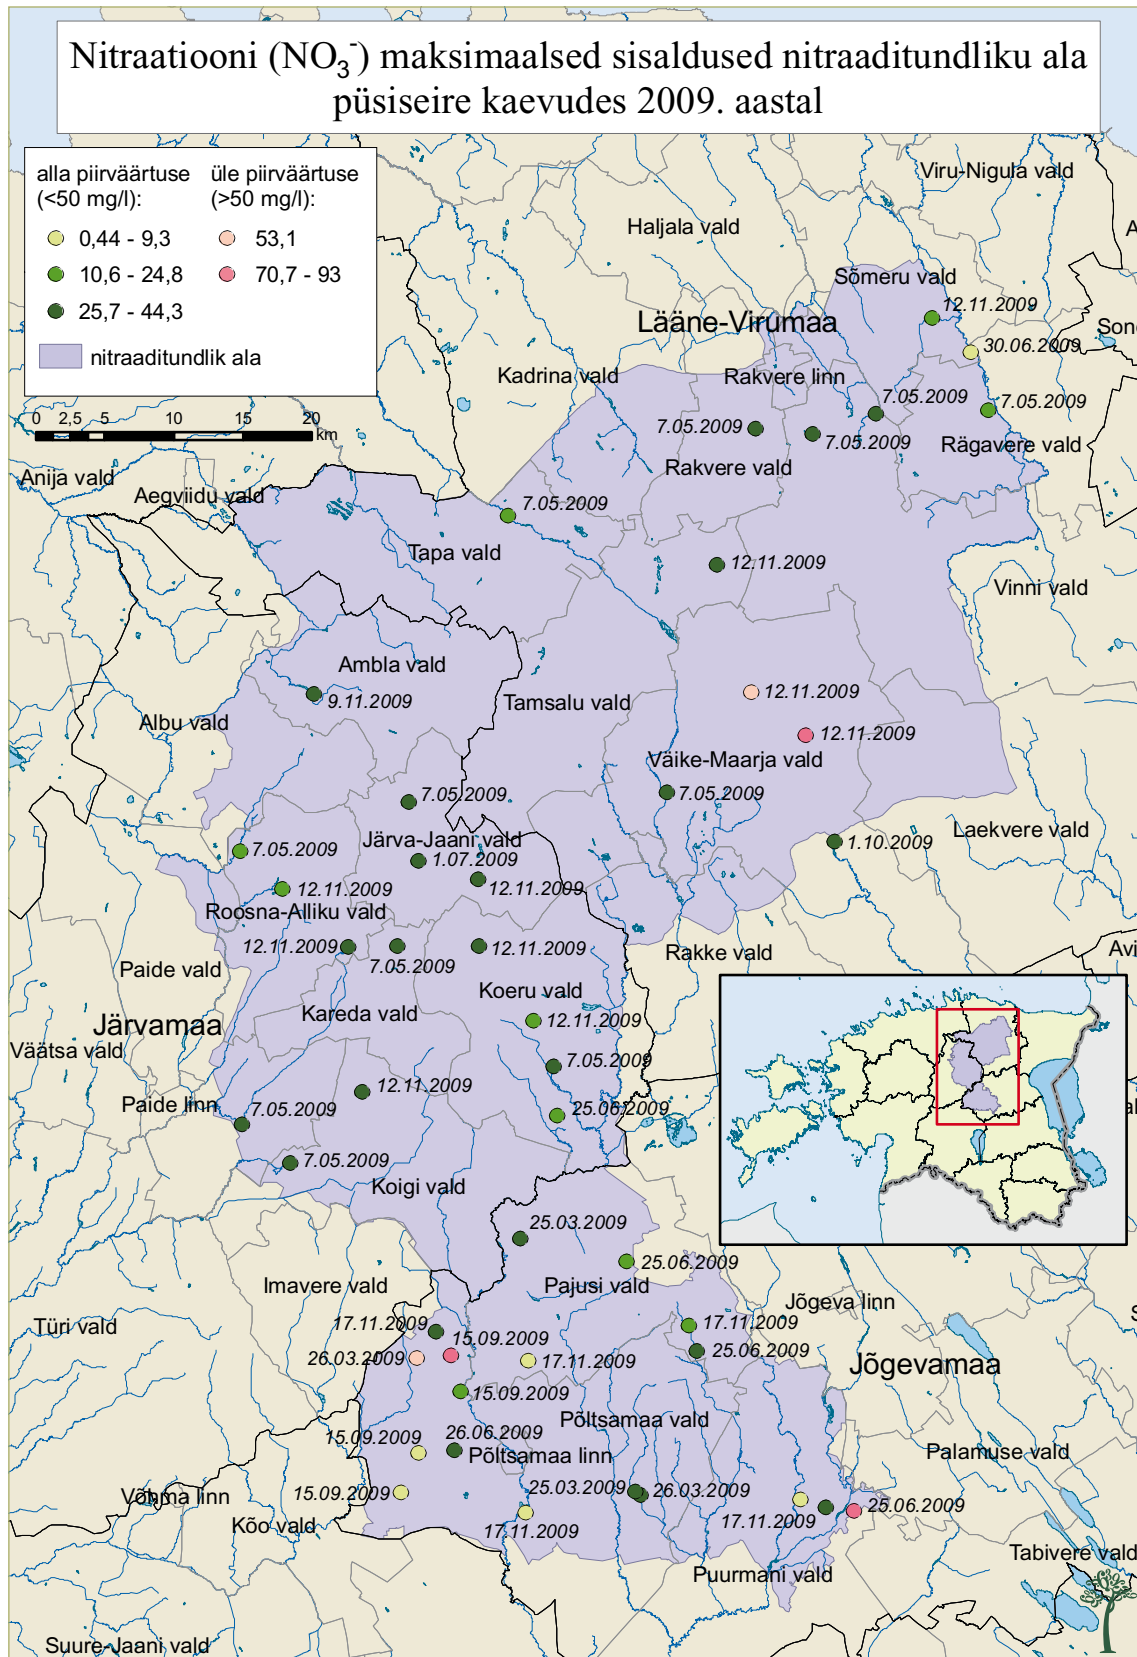 Nitraatiooni (NO₃⁻) maksimaalsed sisaldused nitraaditundliku ala
püsiseire kaevudes 2009. aastal
alla piirväärtuse
(<50 mg/l):
0,44 - 9,3
10,6 - 24,8
25,7 - 44,3
üle piirväärtuse
(>50 mg/l):
53,1
70,7 - 93
nitraaditundlik ala
0 2,5 5 10 15 20
km
Viru-Nigula vald
Haljala vald
Sõmeru vald
12.11.2009
Lääne-Virumaa
30.06.2009
Kadrina vald
Rakvere linn
7.05.2009
7.05.2009
7.05.2009
7.05.2009
Rägavere vald
Rakvere vald
Anija vald
Aegviidu vald
7.05.2009
Tapa vald
12.11.2009
Vinni vald
Ambla vald
9.11.2009
12.11.2009
Tamsalu vald
Albu vald
12.11.2009
Väike-Maarja vald
7.05.2009
7.05.2009
Laekvere vald
Järva-Jaani vald
1.10.2009
7.05.2009
1.07.2009
12.11.2009
12.11.2009
Roosna-Alliku vald
12.11.2009
7.05.2009
12.11.2009
Rakke vald
Paide vald
Koeru vald
Kareda vald
12.11.2009
Järvamaa
Väätsa vald
7.05.2009
12.11.2009
Paide linn
7.05.2009
25.06.2009
7.05.2009
Koigi vald
25.03.2009
25.06.2009
Imavere vald
Pajusi vald
Jõgeva linn
17.11.2009
17.11.2009
Türi vald
15.09.2009
26.03.2009
17.11.2009
25.06.2009
Jõgevamaa
15.09.2009
Põltsamaa vald
15.09.2009
26.06.2009
Põltsamaa linn
Palamuse vald
15.09.2009
25.03.2009
26.03.2009
Võhma linn
17.11.2009
17.11.2009
25.06.2009
Kõo vald
Tabivere vald
Puurmani vald
Suure-Jaani vald